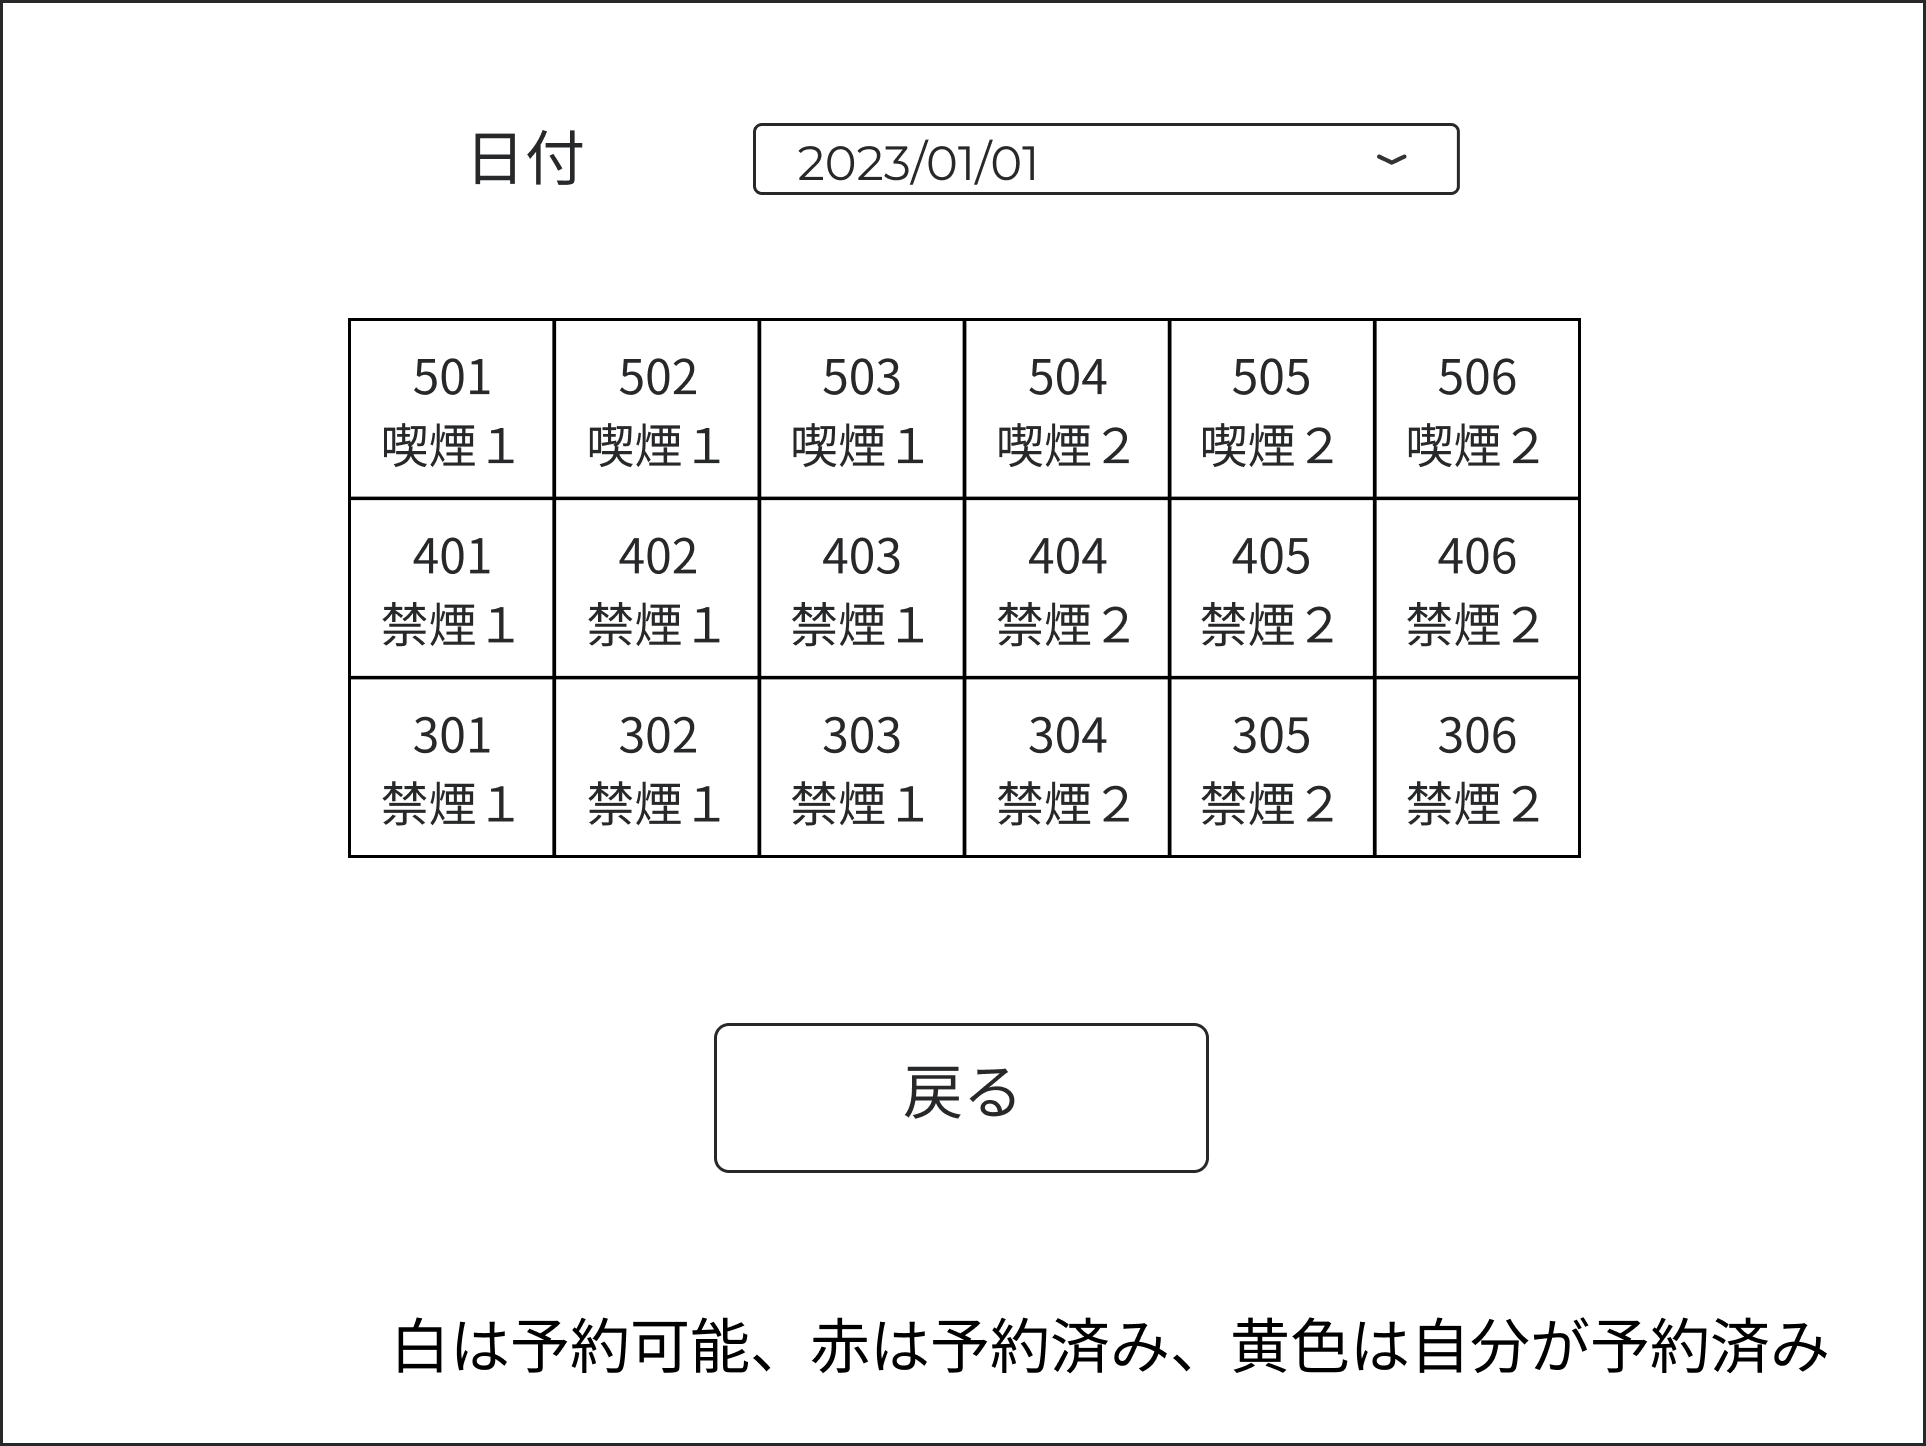 日付
2023/01/01
501 502 503 504 505 506
喫煙１ 喫煙１ 喫煙１ 喫煙２ 喫煙２ 喫煙２
401 402 403 404 405 406
禁煙１ 禁煙１ 禁煙１ 禁煙２ 禁煙２ 禁煙２
301 302 303 304 305 306
禁煙１ 禁煙１ 禁煙１ 禁煙２ 禁煙２ 禁煙２
戻る
白は予約可能、赤は予約済み、黄色は自分が予約済み